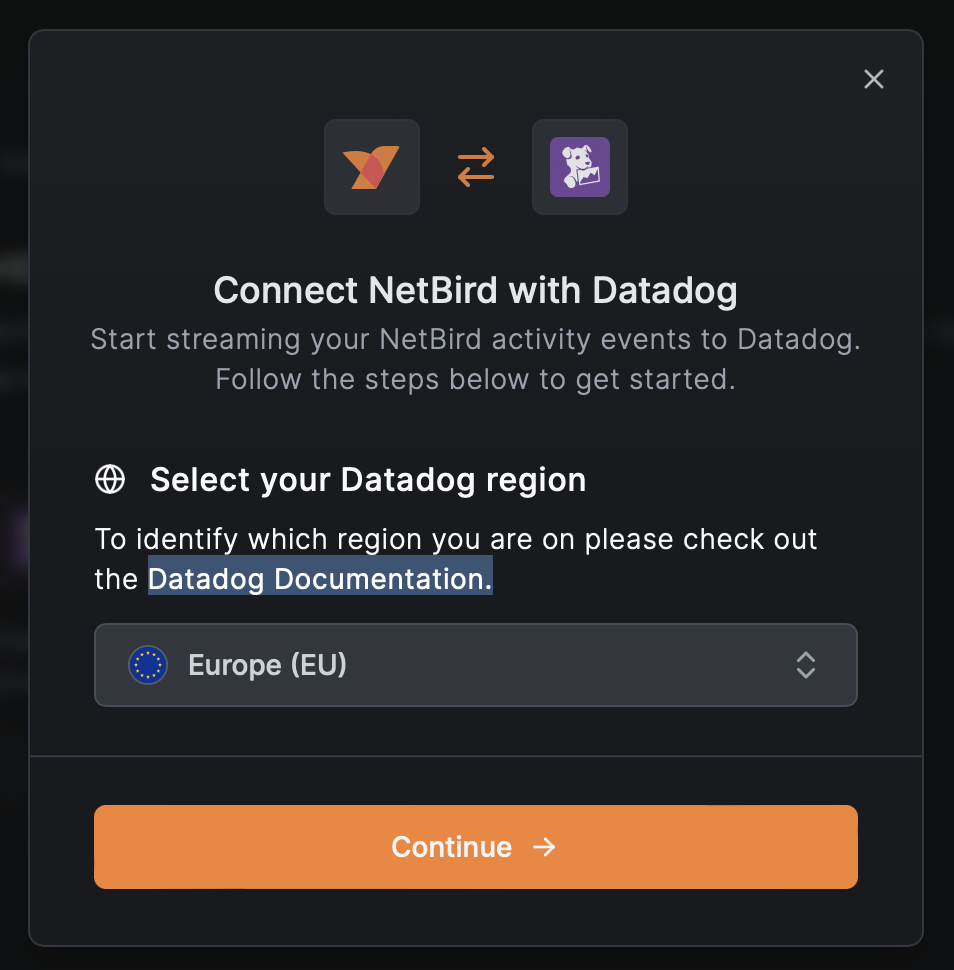 Connect NetBird with Datadog
Start streaming your NetBird activity events to Datadog.
Follow the steps below to get started.
Select your Datadog region
To identify which region you are on please check out
the Datadog Documentation.
Europe (EU)
Continue